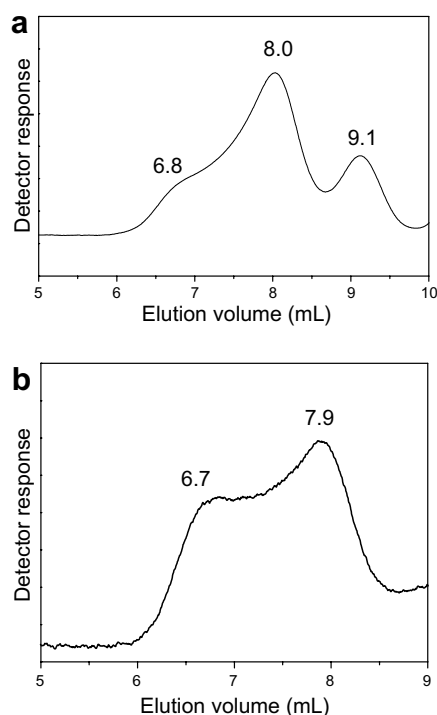 a
8.0
6.8
9.1
Detector response
5 6 7 8 9 10
Elution volume (mL)
b
7.9
6.7
Detector response
5 6 7 8 9
Elution volume (mL)